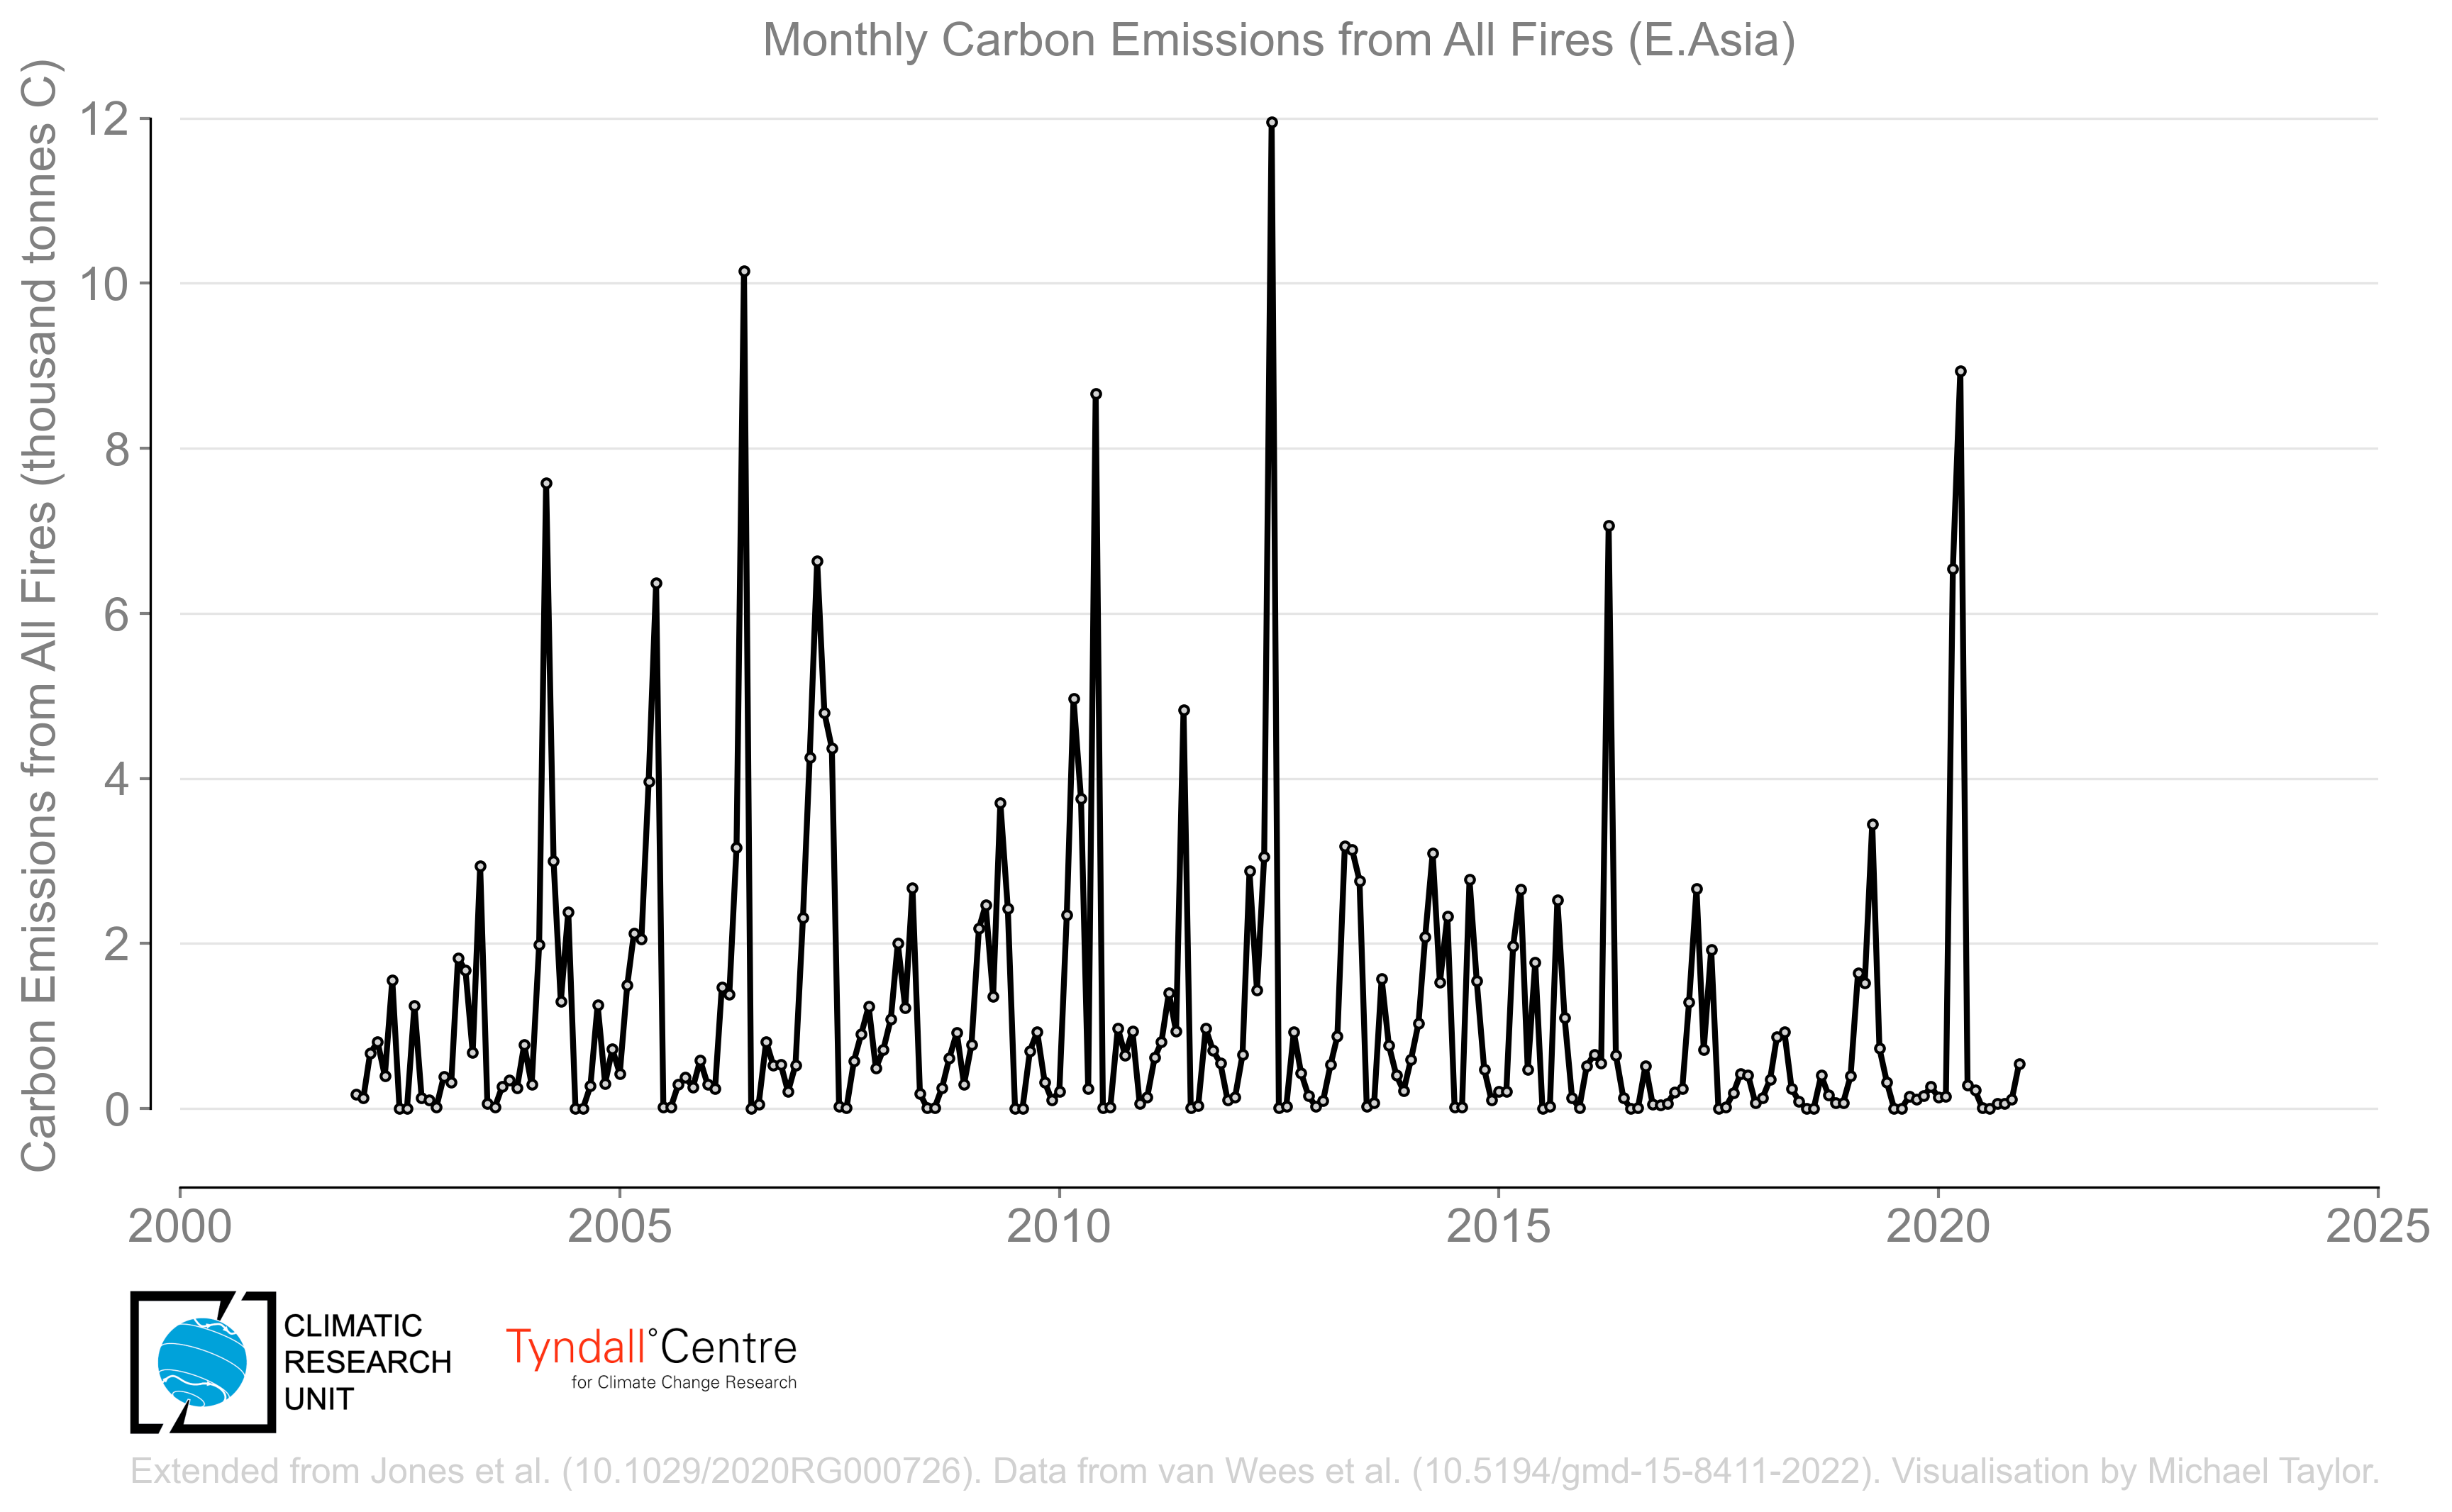 Monthly Carbon Emissions from All Fires (E.Asia)
Carbon Emissions from All Fires (thousand tonnes C)
12
10
8
6
4
2
0
2000 2005 2010 2015 2020 2025
CLIMATIC
RESEARCH
UNIT
Tyndall°Centre
for Climate Change Research
Extended from Jones et al. (10.1029/2020RG000726). Data from van Wees et al. (10.5194/gmd-15-8411-2022). Visualisation by Michael Taylor.